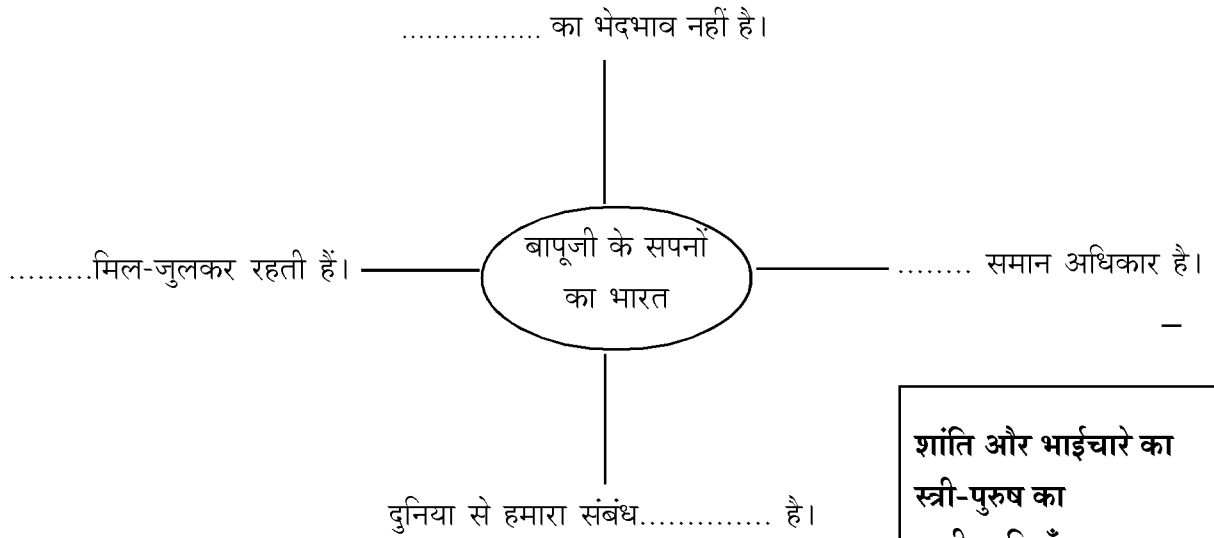 ................. का भेदभाव नहीं है।
.........मिल-जुलकर रहती हैं।
बापूजी के सपनों
का भारत
........ समान अधिकार है।
दुनिया से हमारा संबंध.............. है।
शांति और भाईचारे का
स्त्री-पुरुष का